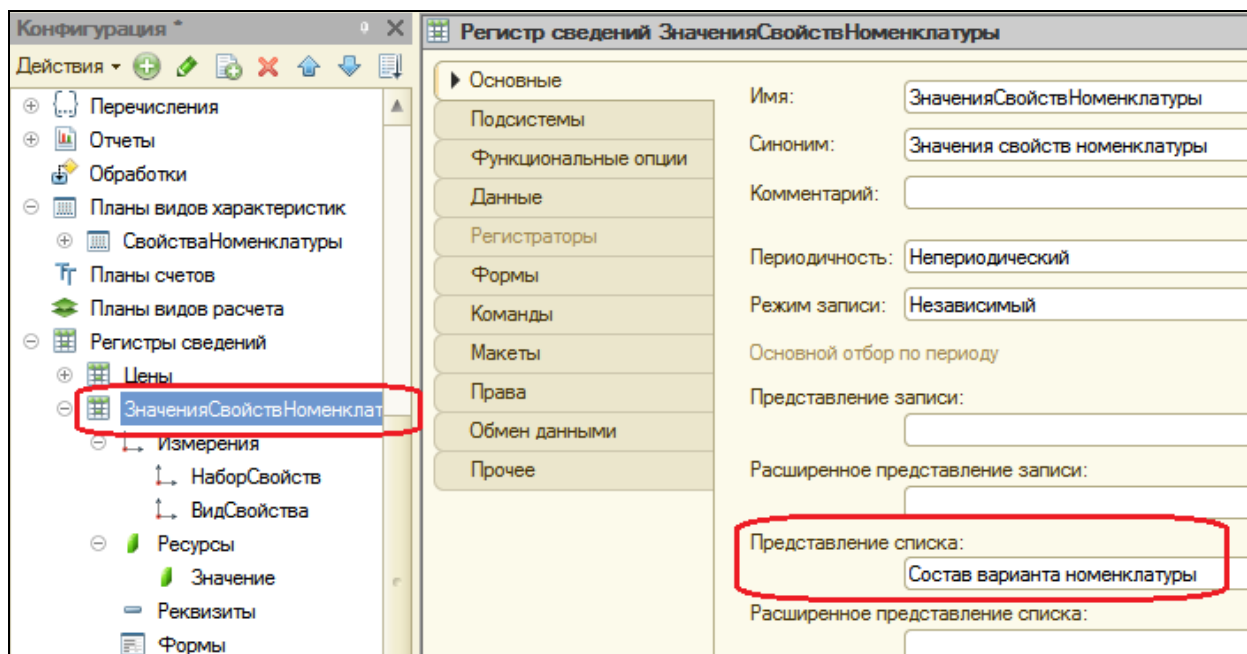 Конфигурация *
Действия
Перечисления
Отчеты
Обработки
Планы видов характеристик
СвойстваНоменклатуры
Планы счетов
Планы видов расчета
Регистры сведений
Цены
ЗначенияСвойствНоменклат
Измерения
НаборСвойств
ВидСвойства
Ресурсы
Значение
Реквизиты
Формы
Регистр сведений ЗначенияСвойствНоменклатуры
Основные
Подсистемы
Функциональные опции
Данные
Регистраторы
Формы
Команды
Макеты
Права
Обмен данными
Прочее
Имя: ЗначенияСвойствНоменклатуры
Синоним: Значения свойств номенклатуры
Комментарий:
Периодичность: Непериодический
Режим записи: Независимый
Основной отбор по периоду
Представление записи:
Расширенное представление записи:
Представление списка:
Состав варианта номенклатуры
Расширенное представление списка: